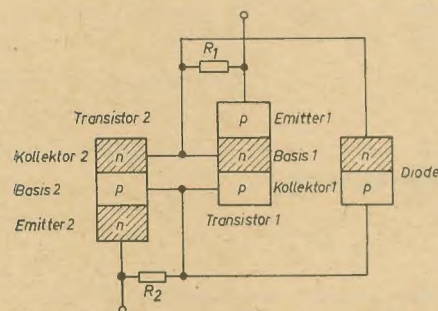 R1
Transistor 2
p Emitter 1
Kollektor 2 n n Basis 1 n
Basis 2 p p Kollektor 1 p Diode
Emitter 2 n Transistor 1
R2